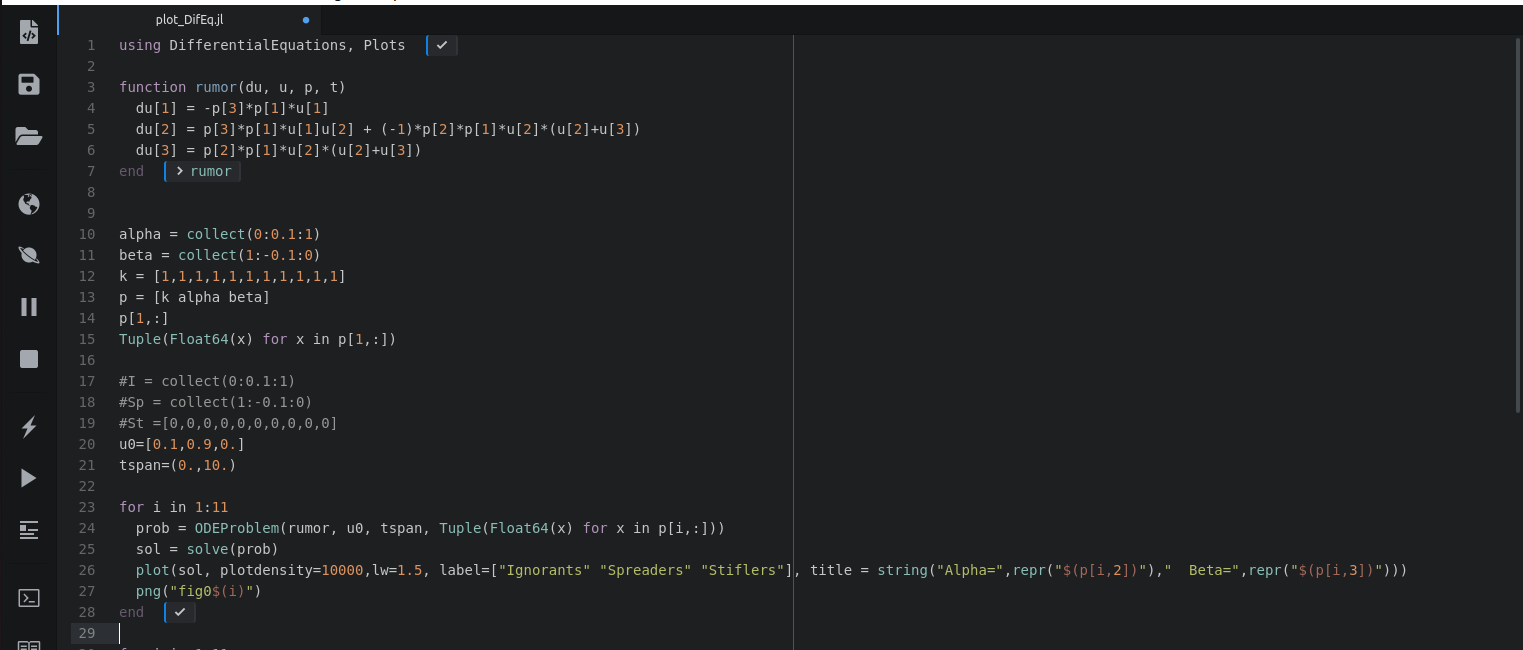 plot_DifEq.jl
1 using DifferentialEquations, Plots
2
3 function rumor(du, u, p, t)
4   du[1] = -p[3]*p[1]*u[1]
5   du[2] = p[3]*p[1]*u[1]u[2] + (-1)*p[2]*p[1]*u[2]*(u[2]+u[3])
6   du[3] = p[2]*p[1]*u[2]*(u[2]+u[3])
7 end > rumor
8
9
10 alpha = collect(0:0.1:1)
11 beta = collect(1:-0.1:0)
12 k = [1,1,1,1,1,1,1,1,1,1,1]
13 p = [k alpha beta]
14 p[1,:]
15 Tuple(Float64(x) for x in p[1,:])
16
17 #I = collect(0:0.1:1)
18 #Sp = collect(1:-0.1:0)
19 #St =[0,0,0,0,0,0,0,0,0,0]
20 u0=[0.1,0.9,0.]
21 tspan=(0.,10.)
22
23 for i in 1:11
24   prob = ODEProblem(rumor, u0, tspan, Tuple(Float64(x) for x in p[i,:]))
25   sol = solve(prob)
26   plot(sol, plotdensity=10000,lw=1.5, label=["Ignorants" "Spreaders" "Stiflers"], title = string("Alpha=",repr("$(p[i,2])"),"  Beta=",repr("$(p[i,3])")))
27   png("fig0$(i)")
28 end
29